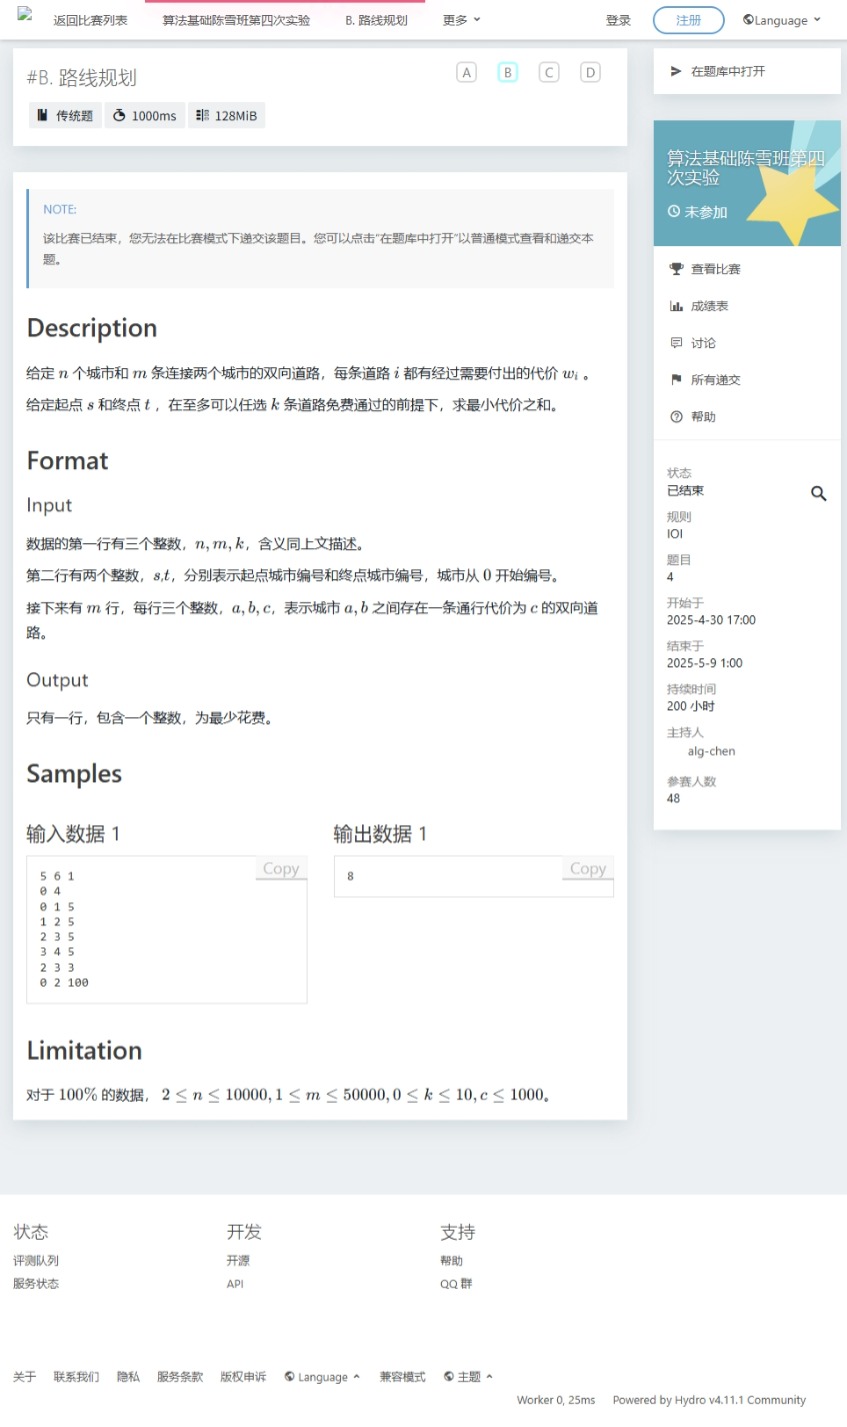 返回比赛列表 算法基础陈雪班第四次实验 B. 路线规划 更多 登录 注册 Language
#B. 路线规划
A B C D
传统题 1000ms 128MiB
NOTE:
该比赛已结束，您无法在比赛模式下递交该题目。您可以点击“在题库中打开”以普通模式查看和递交本
题。
Description
给定 n 个城市和 m 条连接两个城市的双向道路，每条道路 i 都有经过需要付出的代价 wᵢ 。
给定起点 s 和终点 t ，在至多可以任选 k 条道路免费通过的前提下，求最小代价之和。
Format
Input
数据的第一行有三个整数，n, m, k，含义同上文描述。
第二行有两个整数，s,t，分别表示起点城市编号和终点城市编号，城市从 0 开始编号。
接下来有 m 行，每行三个整数，a, b, c，表示城市 a, b 之间存在一条通行代价为 c 的双向道
路。
Output
只有一行，包含一个整数，为最少花费。
Samples
输入数据 1
Copy
5 6 1
0 4
0 1 5
1 2 5
2 3 5
3 4 5
2 3 3
0 2 100
输出数据 1
Copy
8
Limitation
对于 100% 的数据， 2 ≤ n ≤ 10000, 1 ≤ m ≤ 50000, 0 ≤ k ≤ 10, c ≤ 1000。
在题库中打开
算法基础陈雪班第四
次实验
未参加
查看比赛
成绩表
讨论
所有递交
帮助
状态
已结束
规则
IOI
题目
4
开始于
2025-4-30 17:00
结束于
2025-5-9 1:00
持续时间
200 小时
主持人
alg-chen
参赛人数
48
状态
评测队列
服务状态
开发
开源
API
支持
帮助
QQ 群
关于 联系我们 隐私 服务条款 版权申诉 Language 兼容模式 主题
Worker 0, 25ms Powered by Hydro v4.11.1 Community